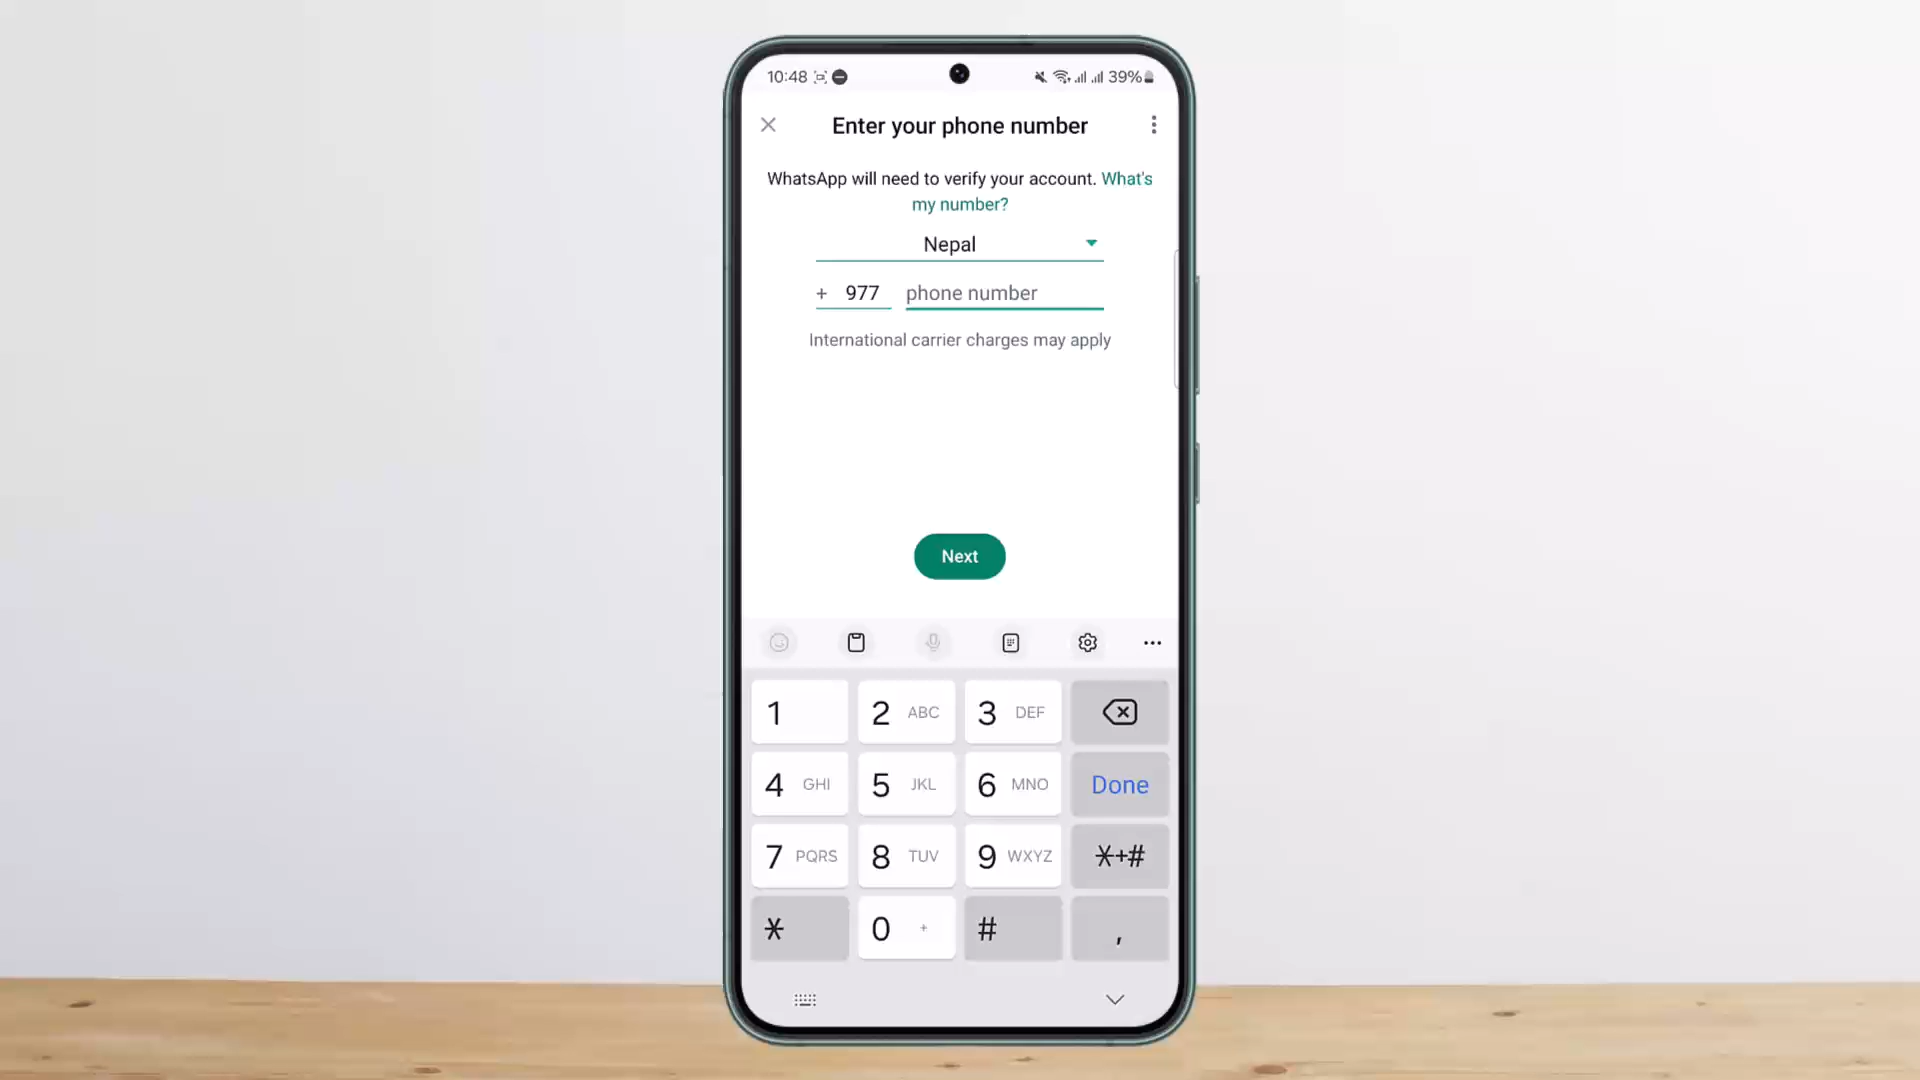 10:48 39%
Enter your phone number
WhatsApp will need to verify your account. What's
my number?
Nepal
+ 977 phone number
International carrier charges may apply
Next
1 2 ABC 3 DEF
4 GHI 5 JKL 6 MNO Done
7 PQRS 8 TUV 9 WXYZ *+#
* 0 + # ,